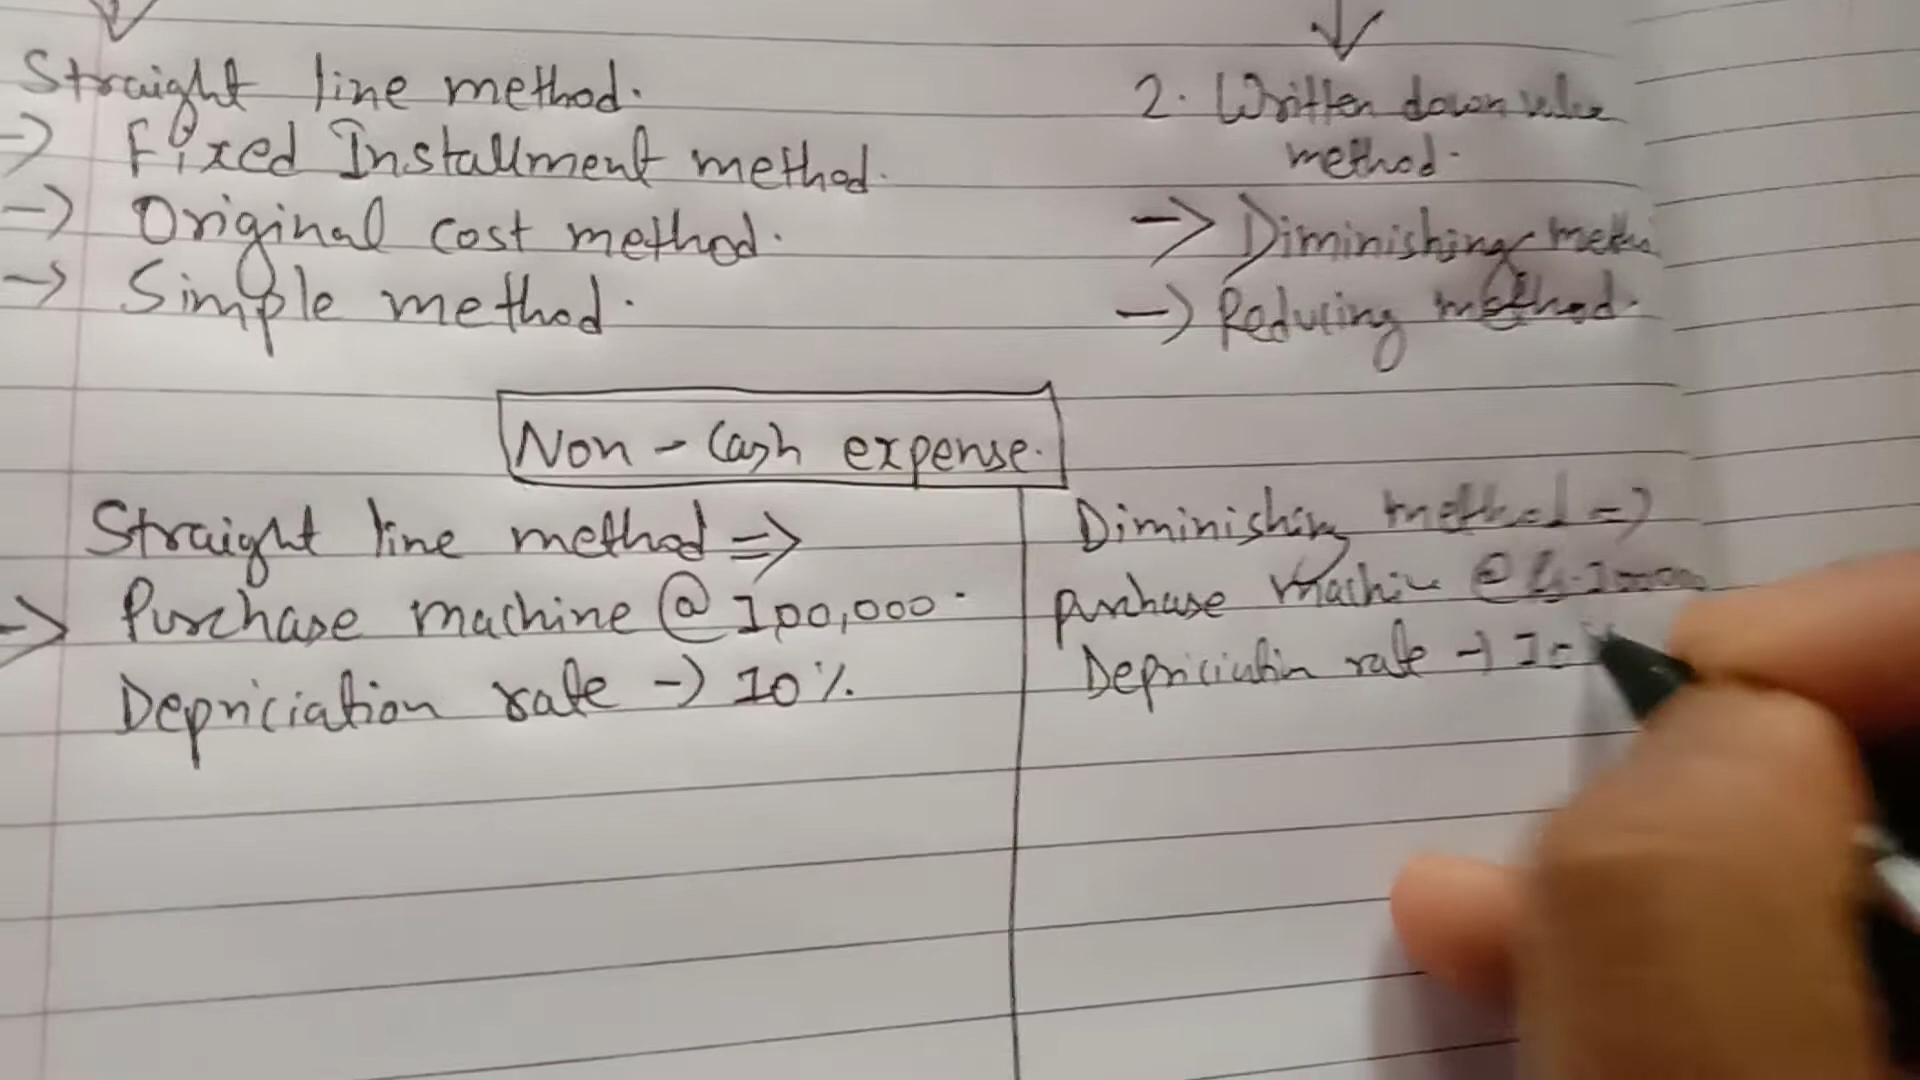 Straight line method.
-> Fixed Installment method.
-> Original cost method.
-> Simple method.
2. Written down value
method.
-> Diminishing
-> Reducing method.
Non - Cash expense.
Straight line method =>
-> Purchase machine @ 100,000.
Depriciation rate -> 10%.
Diminishing method =>
purchase machine @
Depriciation rate -> 10